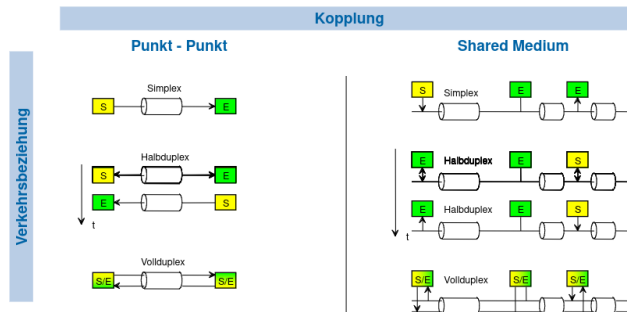 Kopplung
Punkt - Punkt
Shared Medium
Verkehrsbeziehung
Simplex
S
E
Halbduplex
S
E
E
S
t
Vollduplex
S/E
S/E
S
E
E
Simplex
E
E
S
Halbduplex
E
E
S
Halbduplex
t
S/E
Vollduplex
S/E
S/E